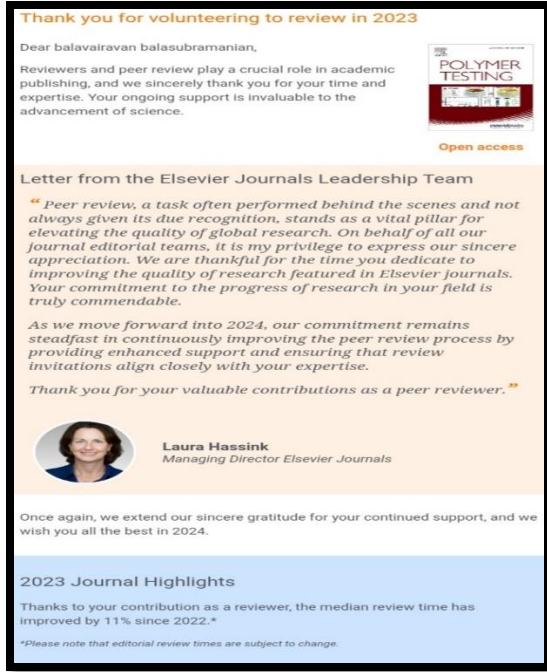 Thank you for volunteering to review in 2023
Dear balavairavan balasubramanian,
Reviewers and peer review play a crucial role in academic
publishing, and we sincerely thank you for your time and
expertise. Your ongoing support is invaluable to the
advancement of science.
POLYMER
TESTING
Open access
Letter from the Elsevier Journals Leadership Team
“ Peer review, a task often performed behind the scenes and not
always given its due recognition, stands as a vital pillar for
elevating the quality of global research. On behalf of all our
journal editorial teams, it is my privilege to express our sincere
appreciation. We are thankful for the time you dedicate to
improving the quality of research featured in Elsevier journals.
Your commitment to the progress of research in your field is
truly commendable.
As we move forward into 2024, our commitment remains
steadfast in continuously improving the peer review process by
providing enhanced support and ensuring that review
invitations align closely with your expertise.
Thank you for your valuable contributions as a peer reviewer.”
Laura Hassink
Managing Director Elsevier Journals
Once again, we extend our sincere gratitude for your continued support, and we
wish you all the best in 2024.
2023 Journal Highlights
Thanks to your contribution as a reviewer, the median review time has
improved by 11% since 2022.*
*Please note that editorial review times are subject to change.